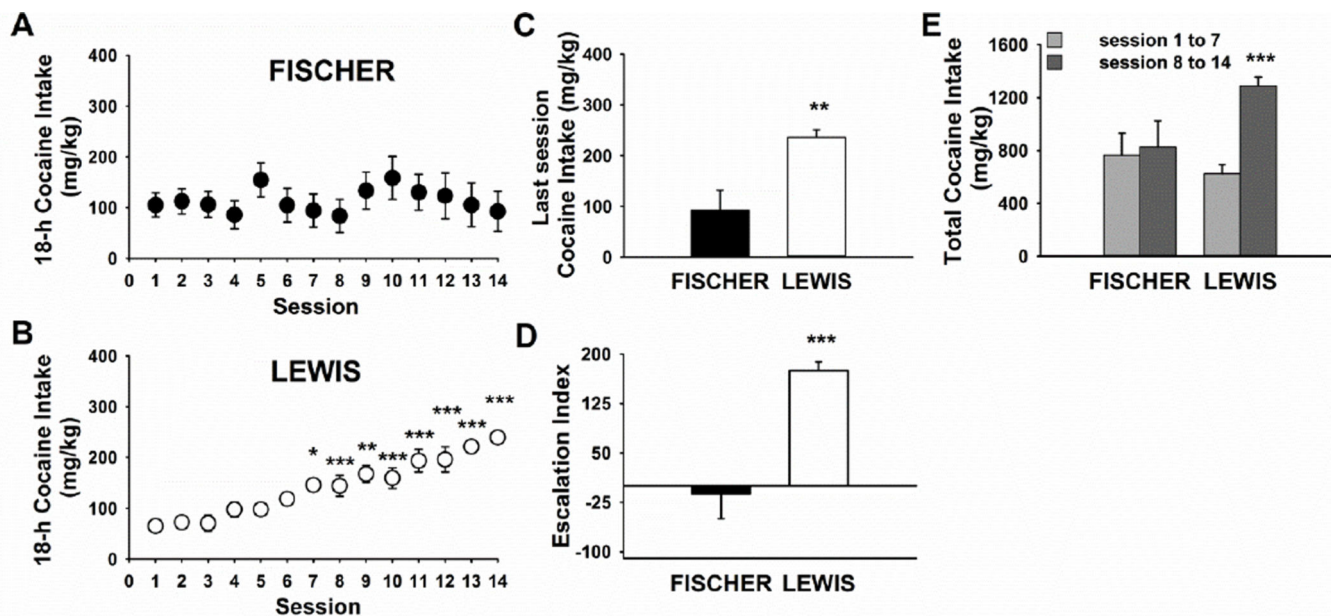 A
FISCHER
18-h Cocaine Intake
(mg/kg)
400
300
200
100
0
0 1 2 3 4 5 6 7 8 9 10 11 12 13 14
Session
B
LEWIS
18-h Cocaine Intake
(mg/kg)
400
300
200
100
0
* *** ** *** *** *** *** ***
0 1 2 3 4 5 6 7 8 9 10 11 12 13 14
Session
C
Last session
Cocaine Intake (mg/kg)
400
300
200
100
0
**
FISCHER LEWIS
D
Escalation Index
200
125
50
-25
-100
***
FISCHER LEWIS
E
session 1 to 7
session 8 to 14
Total Cocaine Intake
(mg/kg)
1600
1200
800
400
0
***
FISCHER LEWIS